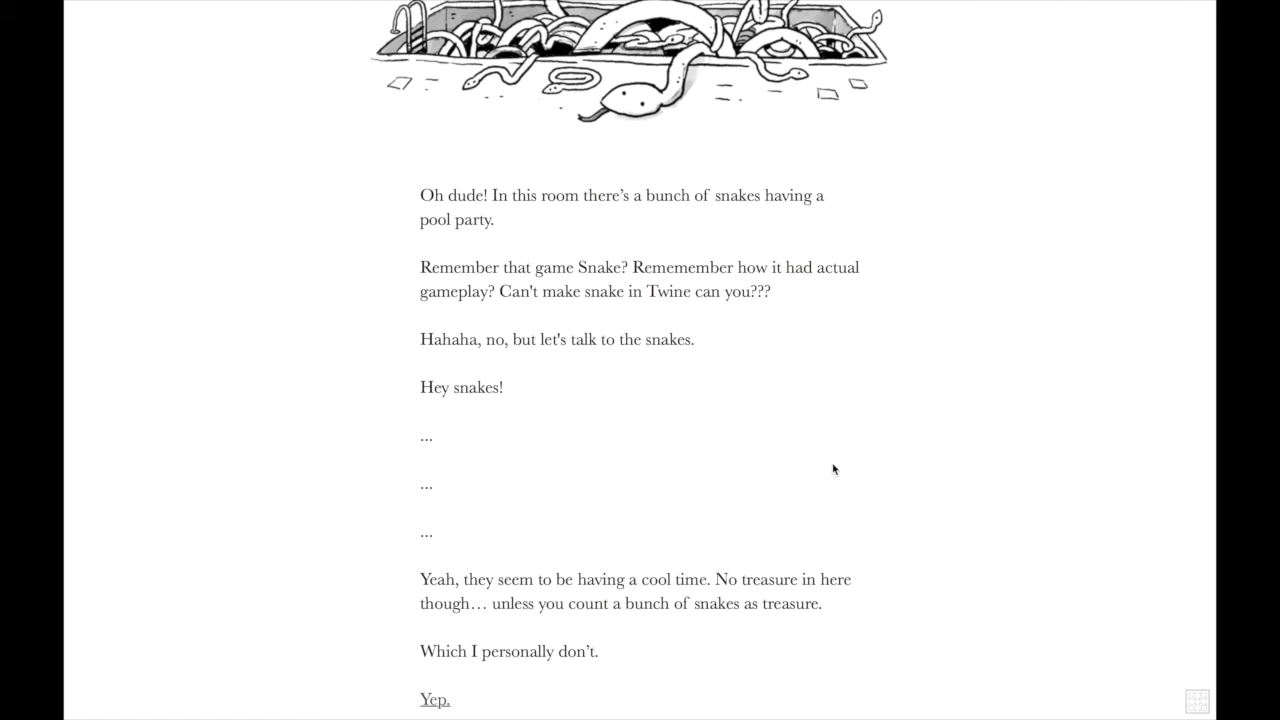 Oh dude! In this room there’s a bunch of snakes having a
pool party.
Remember that game Snake? Rememember how it had actual
gameplay? Can't make snake in Twine can you???
Hahaha, no, but let's talk to the snakes.
Hey snakes!
...
...
...
Yeah, they seem to be having a cool time. No treasure in here
though… unless you count a bunch of snakes as treasure.
Which I personally don’t.
Yep.